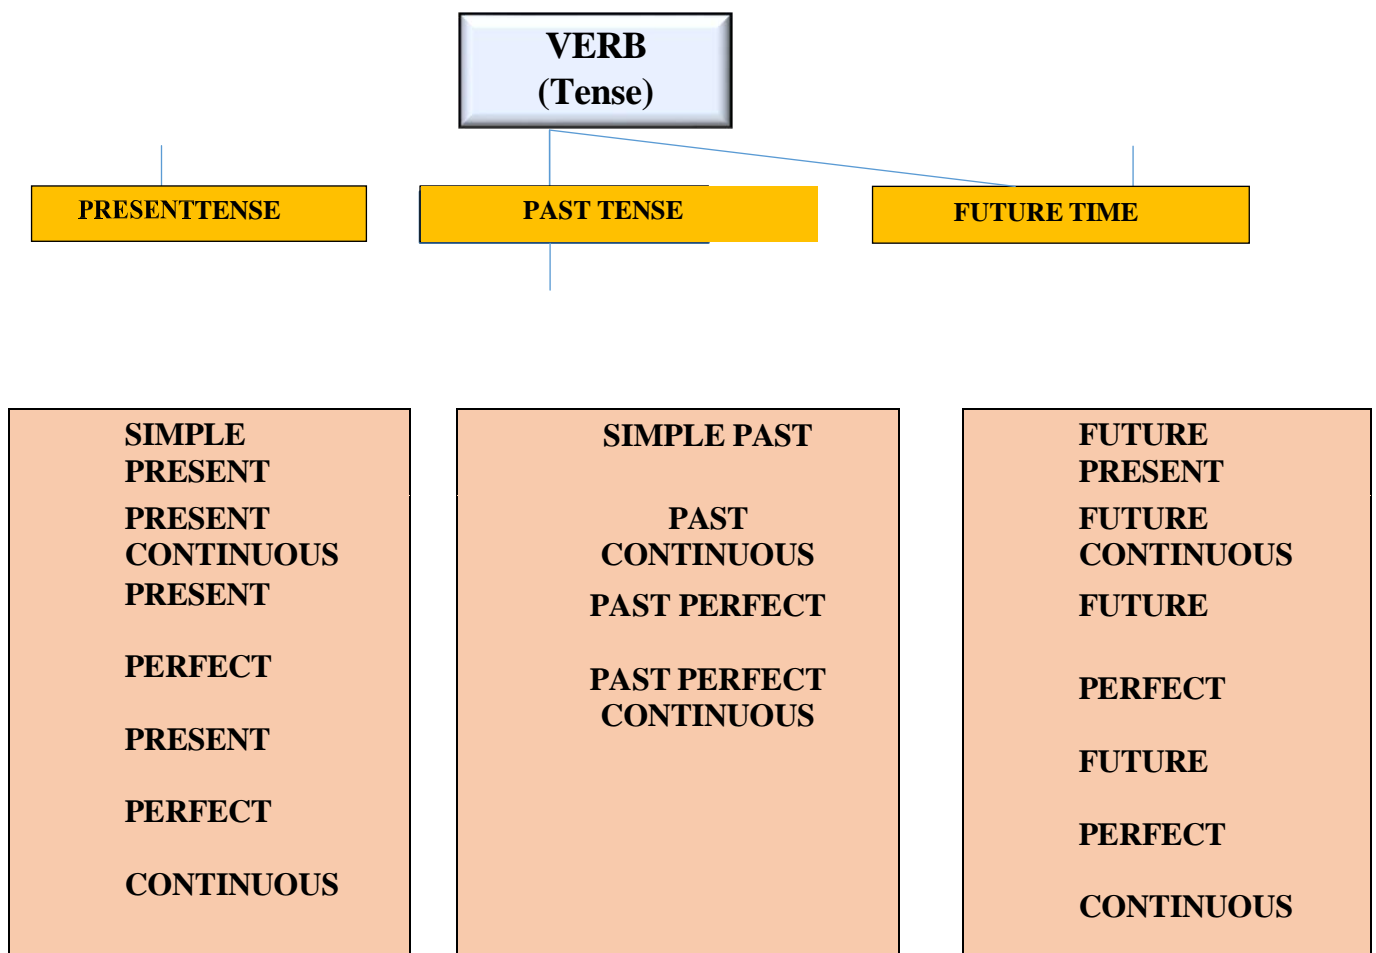 VERB
(Tense)
PRESENTTENSE
PAST TENSE
FUTURE TIME
SIMPLE
PRESENT
PRESENT
CONTINUOUS
PRESENT
PERFECT
PRESENT
PERFECT
CONTINUOUS
SIMPLE PAST
PAST
CONTINUOUS
PAST PERFECT
PAST PERFECT
CONTINUOUS
FUTURE
PRESENT
FUTURE
CONTINUOUS
FUTURE
PERFECT
FUTURE
PERFECT
CONTINUOUS